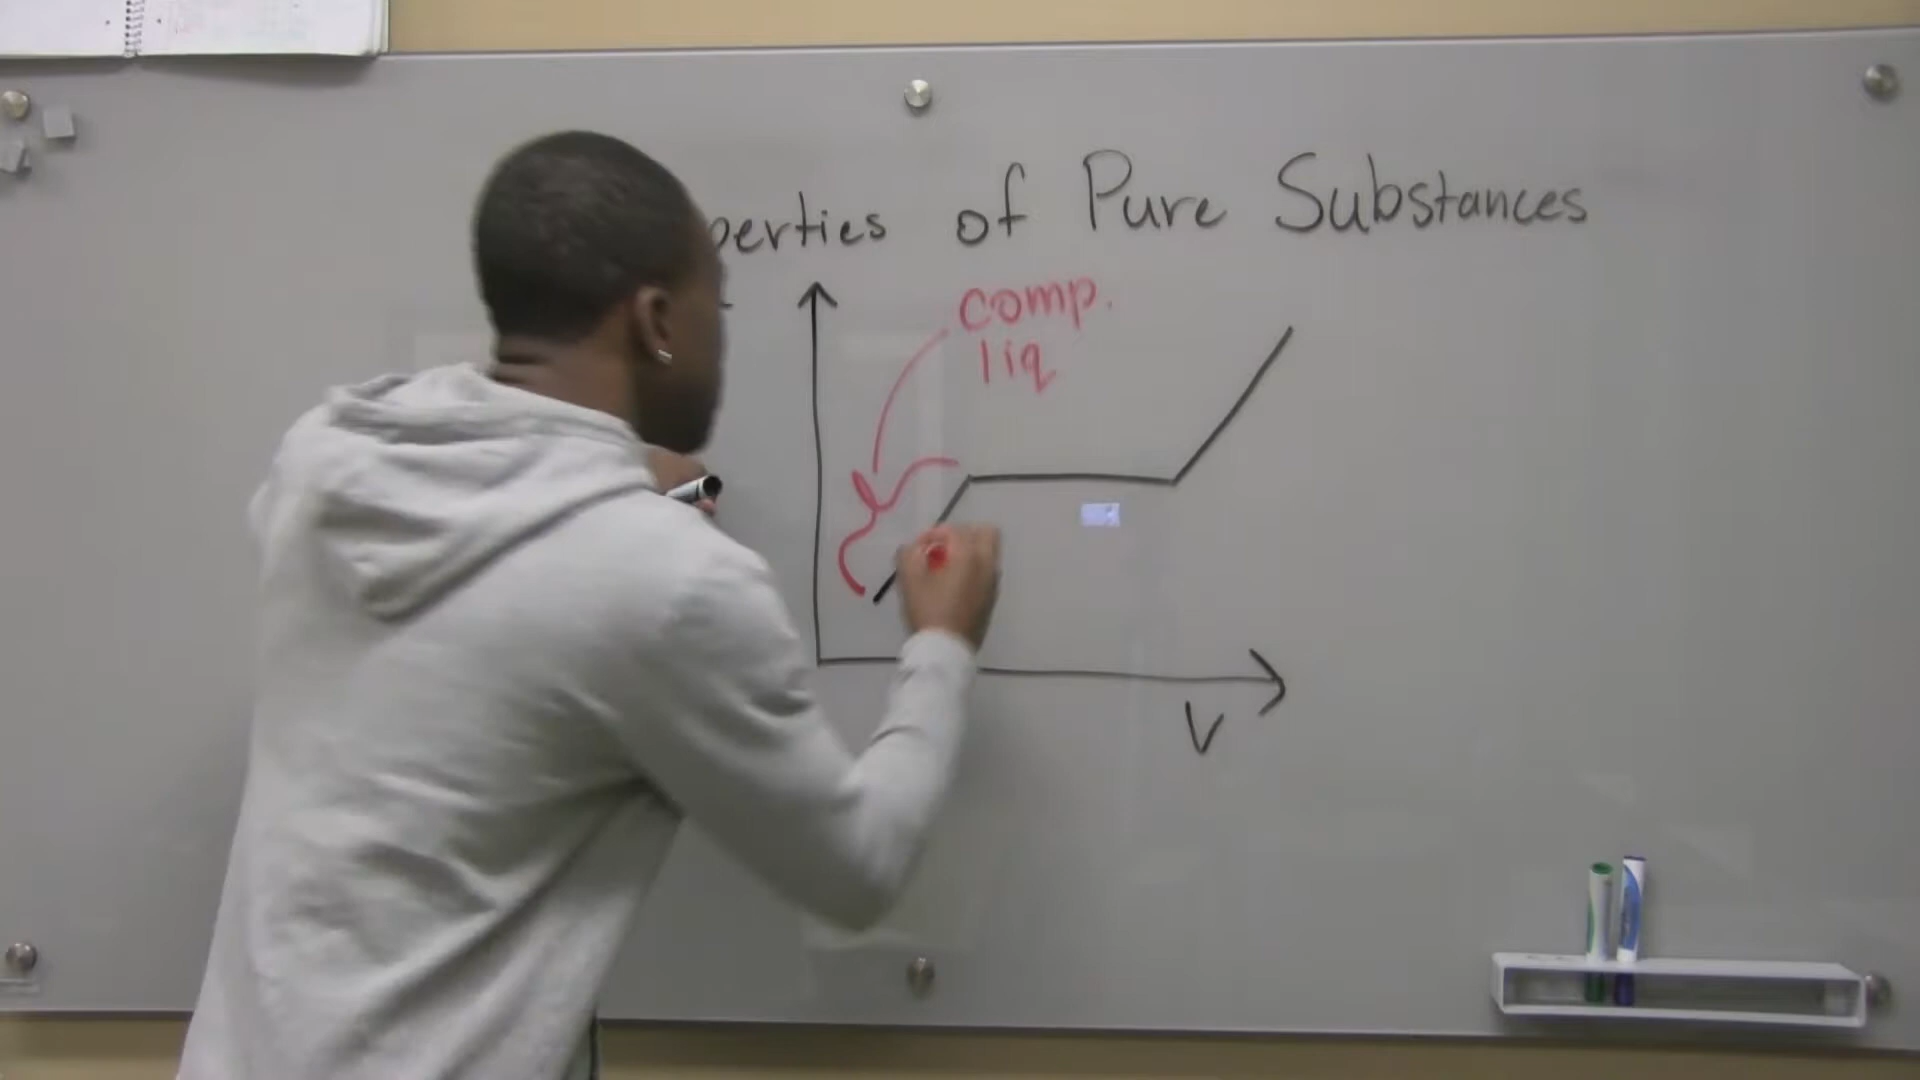 perties of Pure Substances
comp.
liq
V